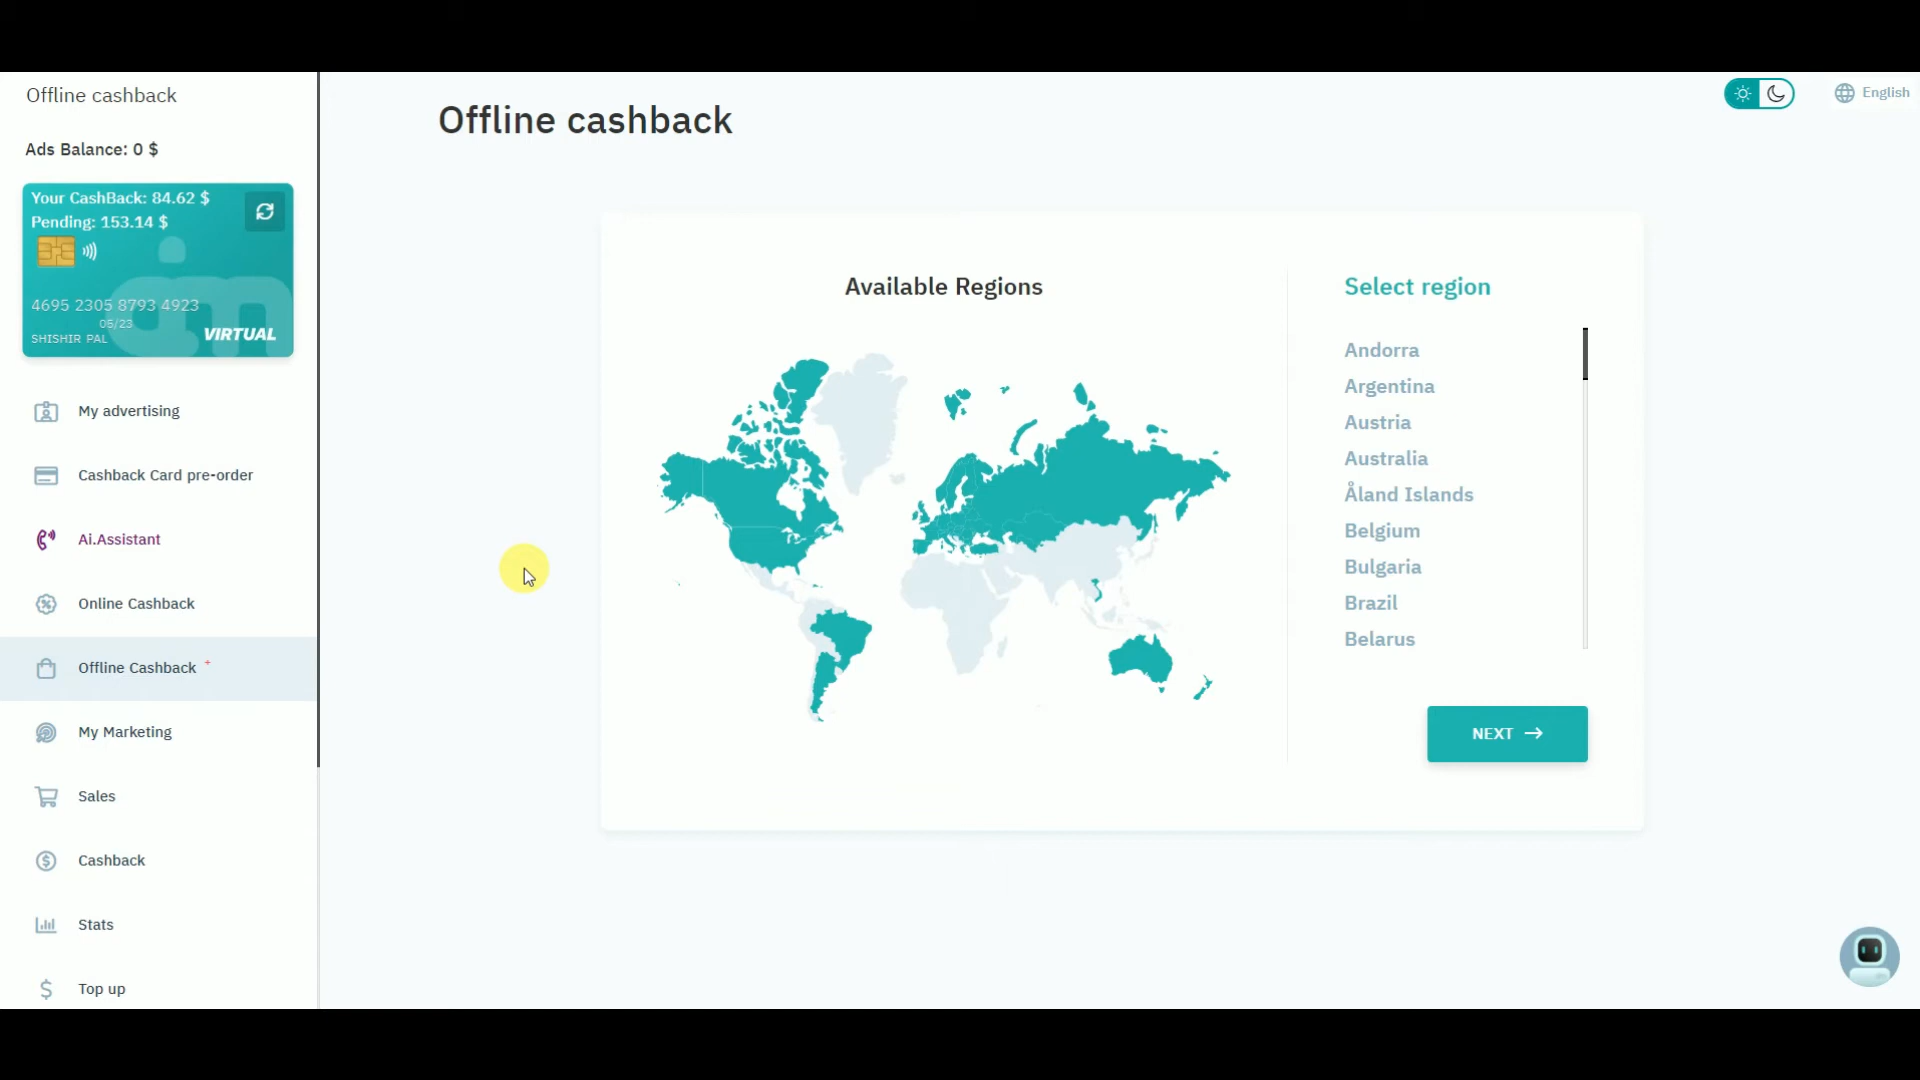 Offline cashback
Ads Balance: 0 $
Your CashBack: 84.62 $
Pending: 153.14 $
4695 2305 8793 4923
05/23
SHISHIR PAL
VIRTUAL
My advertising
Cashback Card pre-order
Ai.Assistant
Online Cashback
Offline Cashback +
My Marketing
Sales
Cashback
Stats
Top up
Offline cashback
English
Available Regions
Select region
Andorra
Argentina
Austria
Australia
Åland Islands
Belgium
Bulgaria
Brazil
Belarus
NEXT →